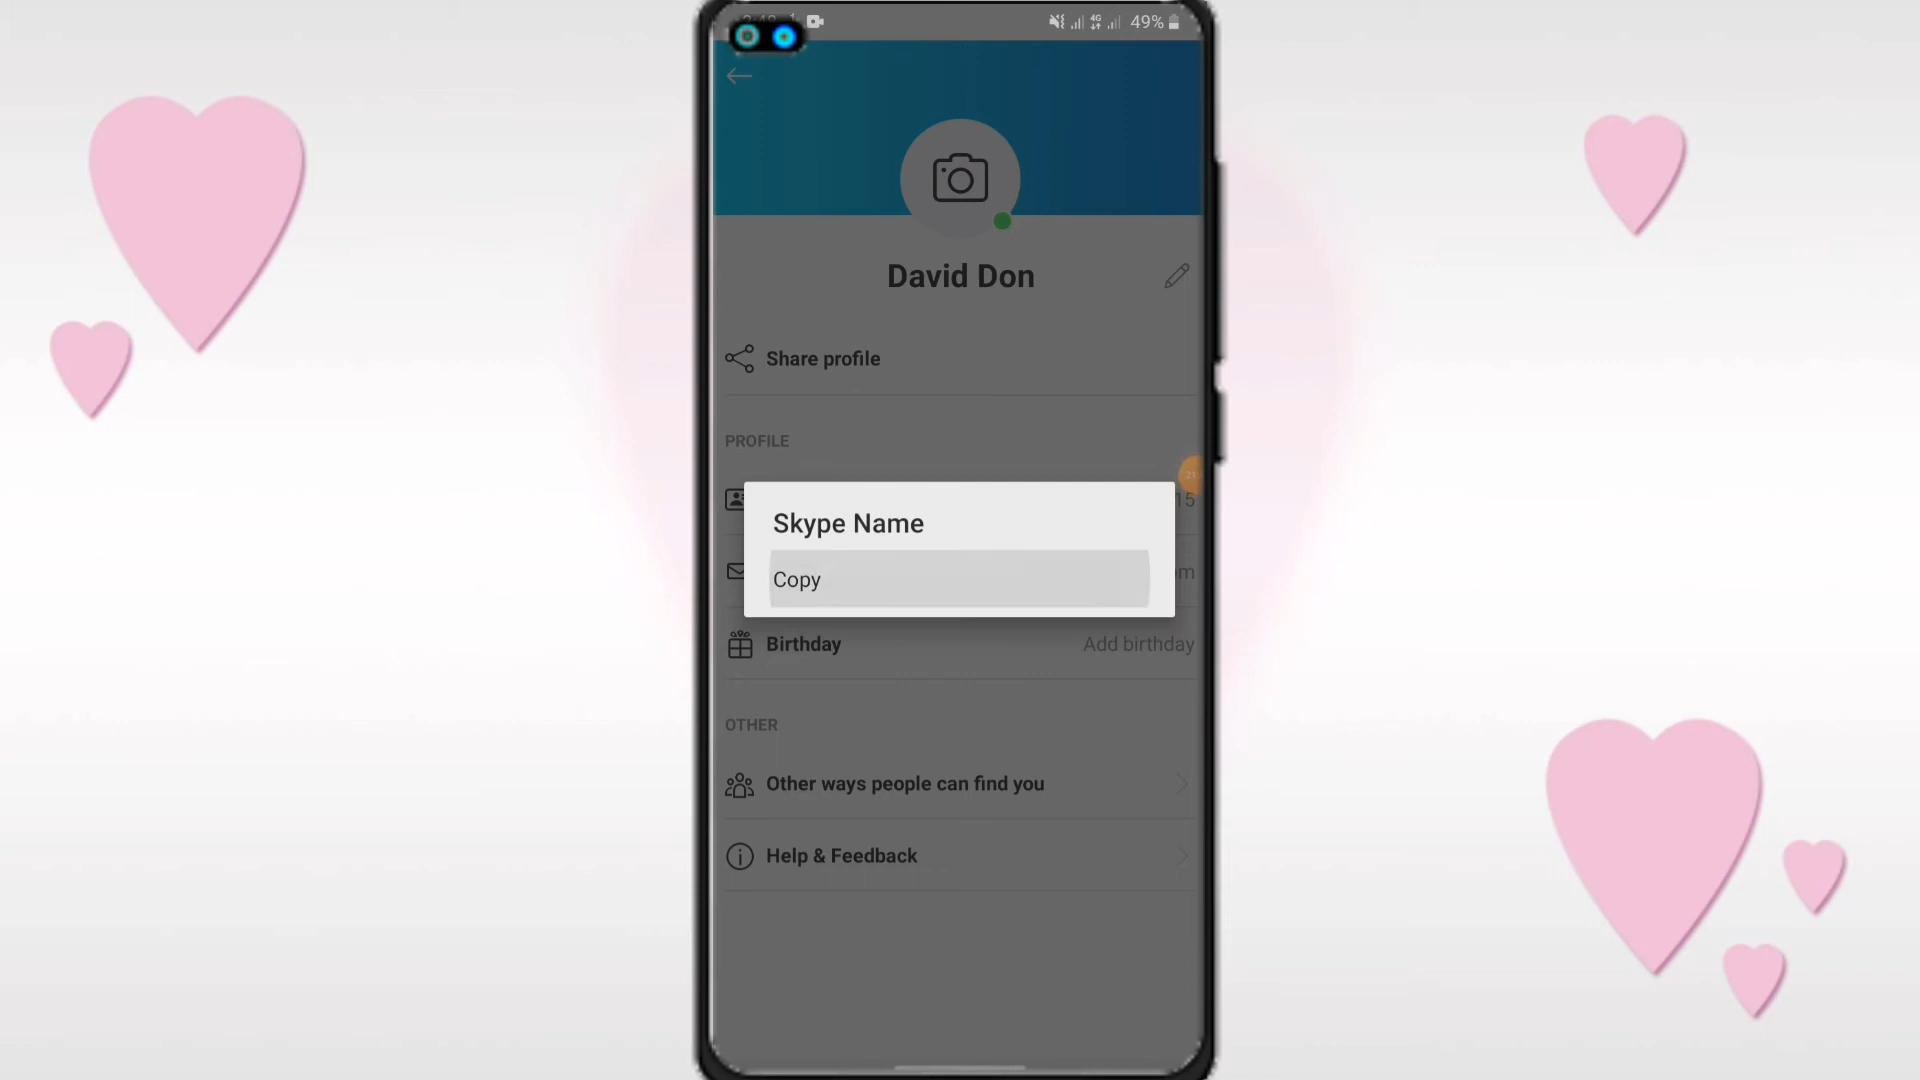 49%
David Don
Share profile
PROFILE
15
Skype Name
Copy
m
Birthday Add birthday
OTHER
Other ways people can find you
Help & Feedback